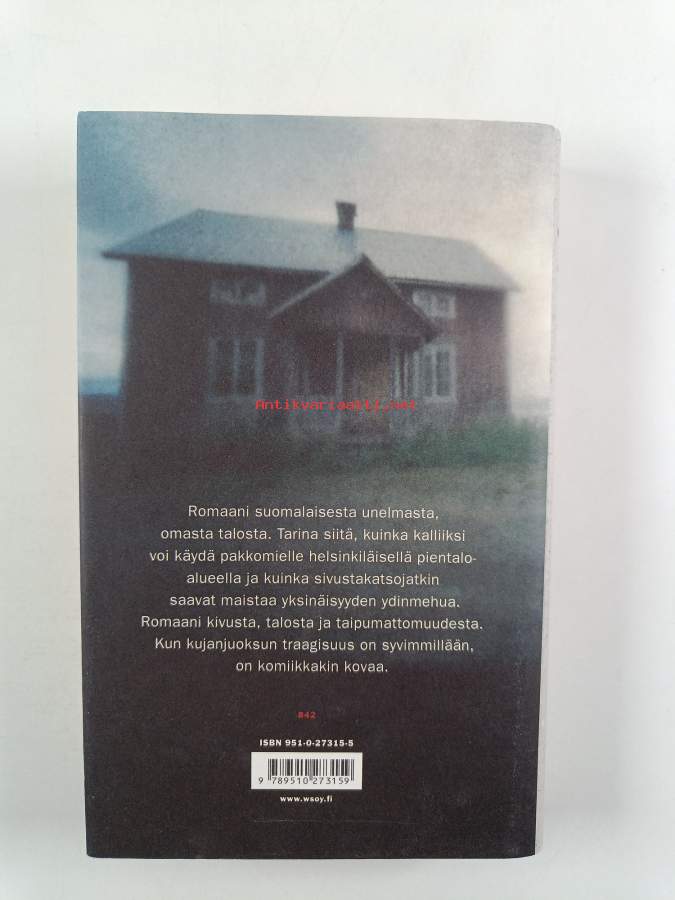 Antikvariaatti.net
Romaani suomalaisesta unelmasta,
omasta talosta. Tarina siitä, kuinka kalliiksi
voi käydä pakkomielle helsinkiläisellä pientalo-
alueella ja kuinka sivustakatsojatkin
saavat maistaa yksinäisyyden ydinmehua.
Romaani kivusta, talosta ja taipumattomuudesta.
Kun kujanjuoksun traagisuus on syvimmillään,
on komiikkakin kovaa.
842
ISBN 951-0-27315-5
9 789510 273159
www.wsoy.fi